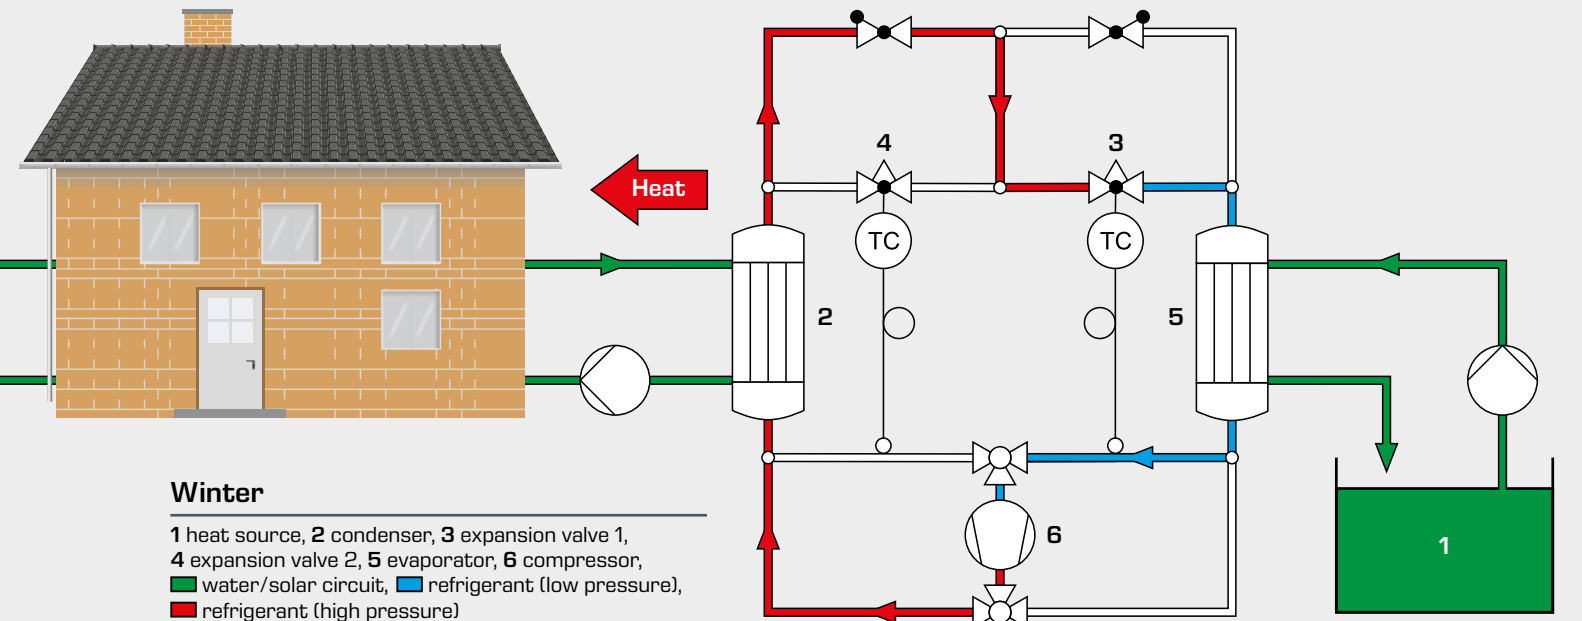 4
3
Heat
TC
TC
2
5
6
1
Winter
1 heat source, 2 condenser, 3 expansion valve 1,
4 expansion valve 2, 5 evaporator, 6 compressor,
water/solar circuit, refrigerant (low pressure),
refrigerant (high pressure)